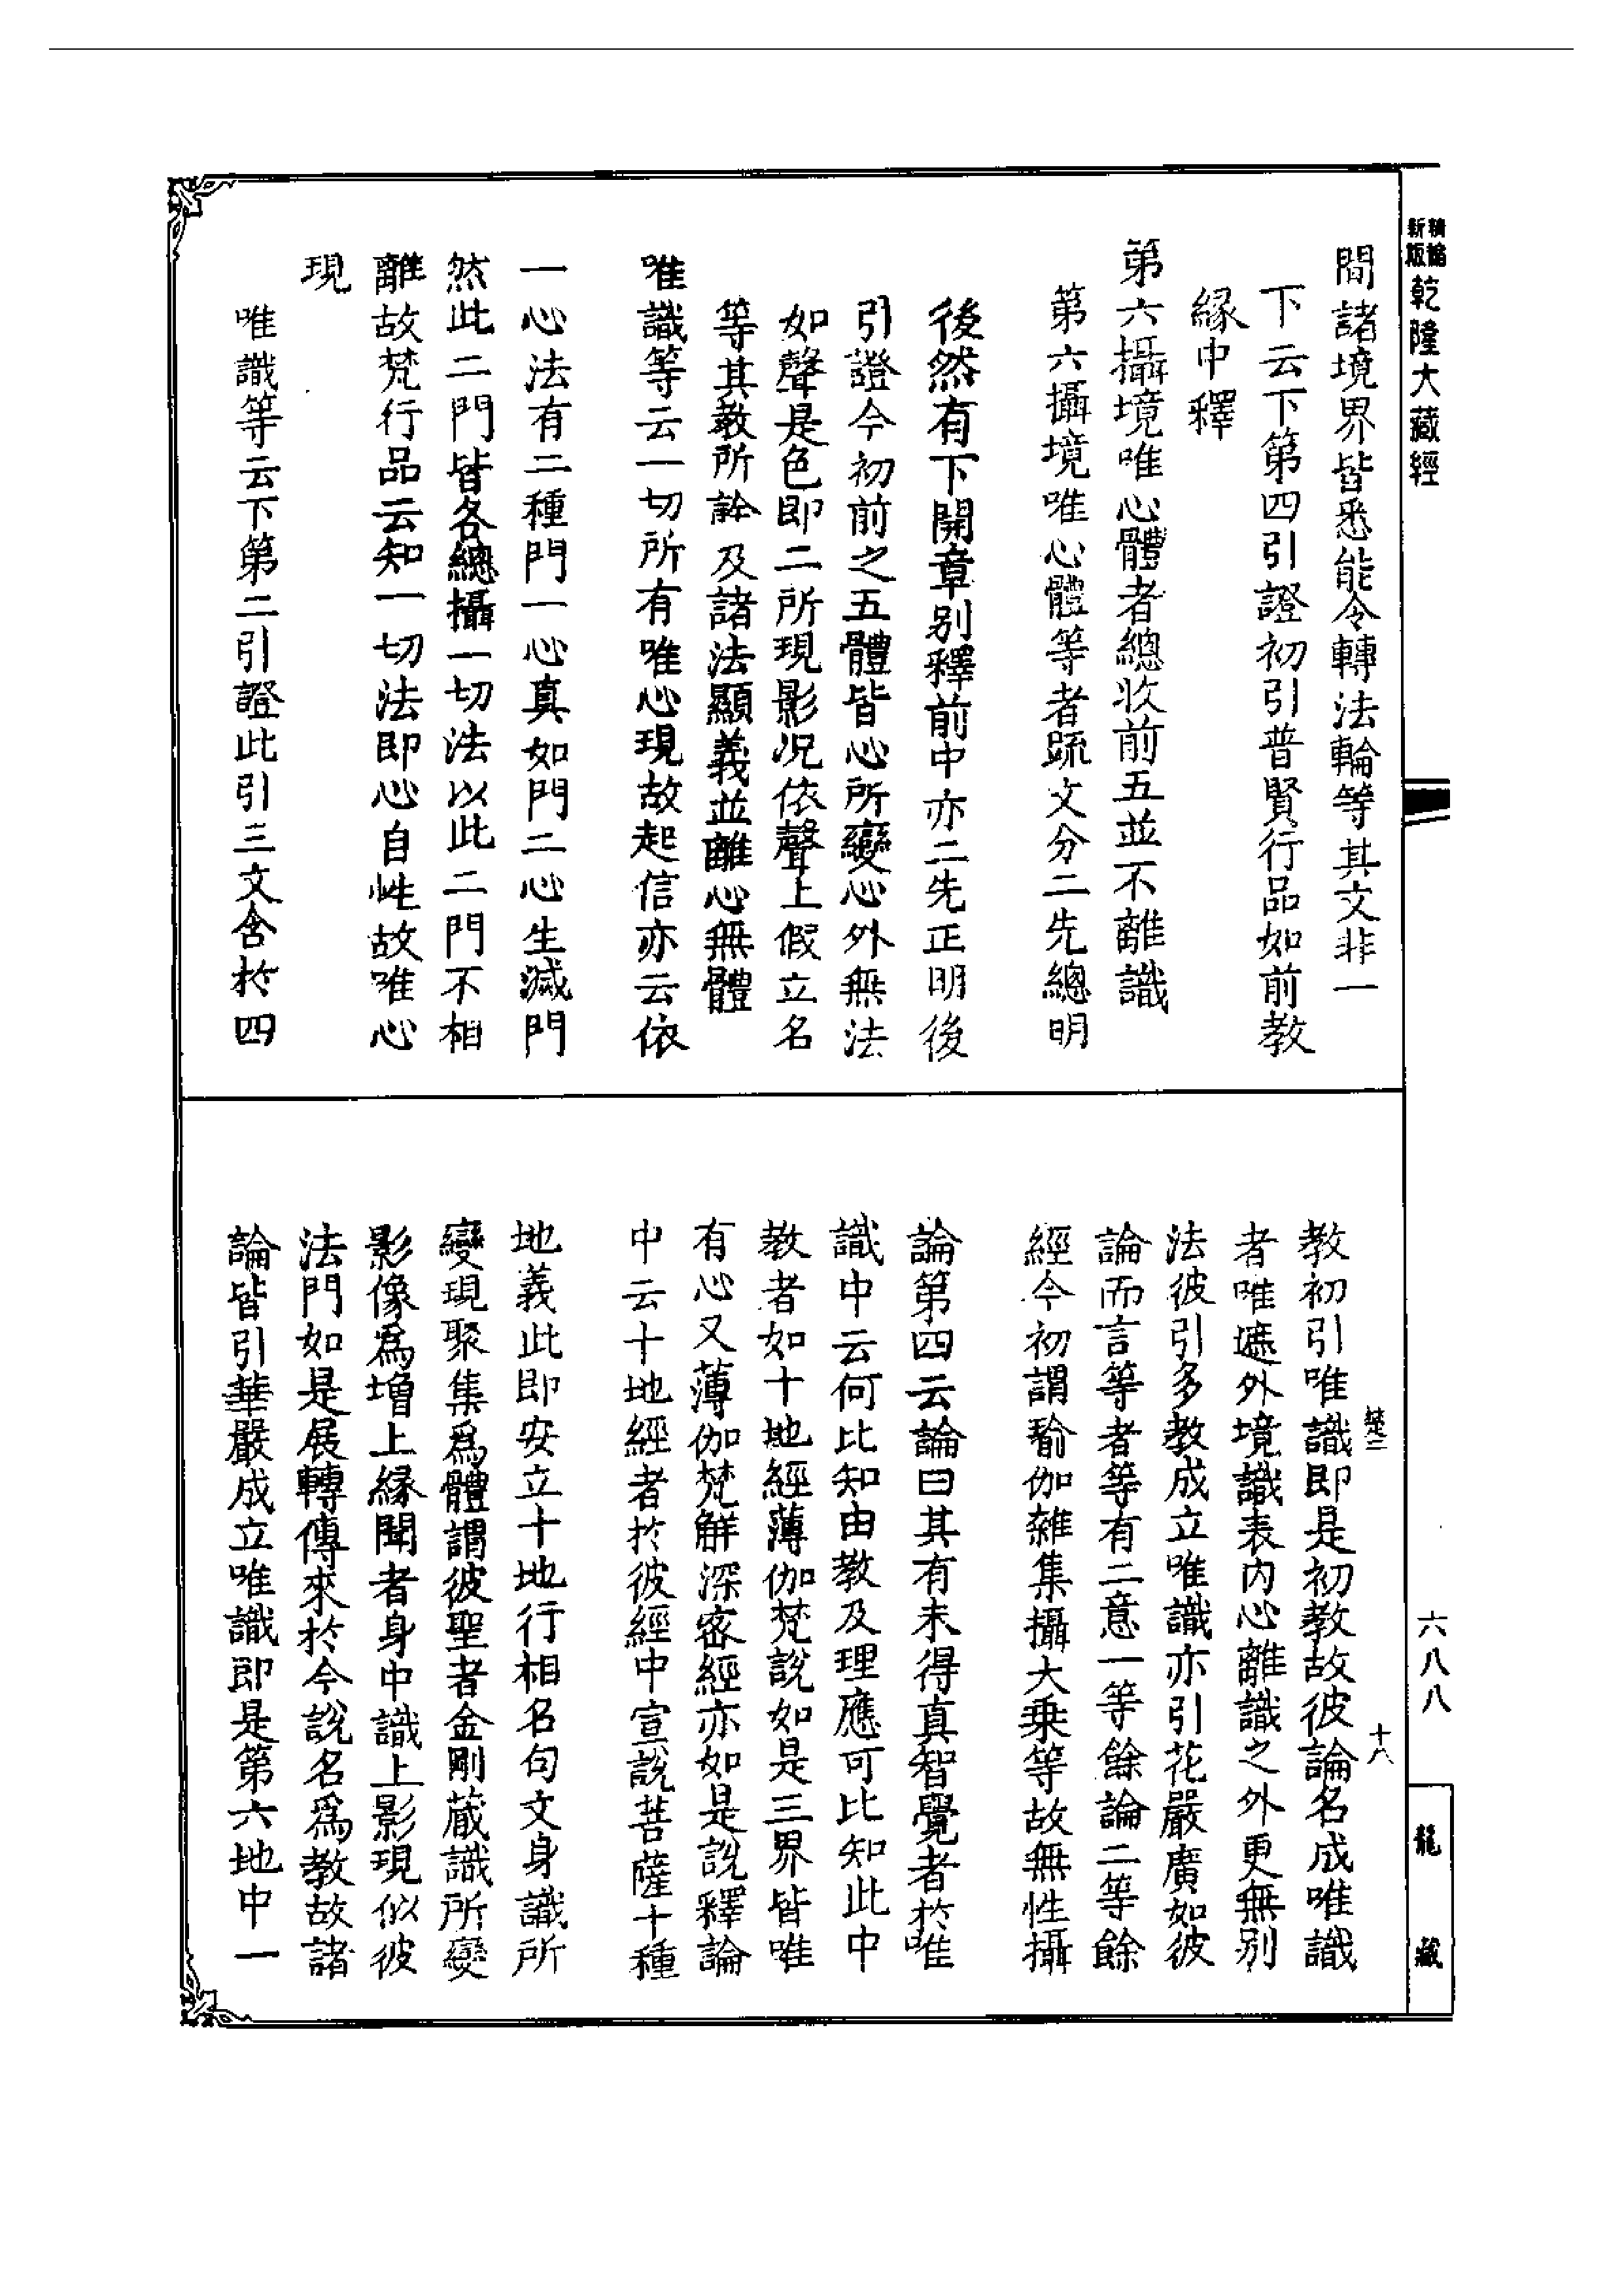 新編縮版
乾隆大藏經
間諸境界皆悉能令轉法輪等其文非一
下云下第四引證初引普賢行品如前教
緣中釋
第六攝境唯心體者總收前五並不離識
第六攝境唯心體等者疏文分二先總明
後然有下開章別釋前中亦二先正明後
引證今初前之五體皆心所變心外無法
如聲是色即二所現影況依聲上假立名
等其教所詮及諸法顯義並離心無體
唯識等云一切所有唯心現故起信亦云依
一心法有二種門一心真如門二心生滅門
然此二門皆各總攝一切法以此二門不相
離故梵行品云知一切法即心自性故唯心
現
唯識等云下第二引證此引三文含於四
教初引唯識即是初教故彼論名成唯識
者唯遮外境識表內心離識之外更無別
法彼引多教成立唯識亦引花嚴廣如彼
論而言等者等有二意一等餘論二等餘
經今初謂瑜伽雜集攝大乘等故無性攝
論第四云論曰其有未得真智覺者於唯
識中云何比知由教及理應可比知此中
教者如十地經薄伽梵說如是三界皆唯
有心又薄伽梵解深密經亦如是說釋論
中云十地經者於彼經中宣說菩薩十種
地義此即安立十地行相名句文身識所
變現聚集為體謂彼聖者金剛藏識所變
影像為增上緣聞者身中識上影現似彼
法門如是展轉傳來於今說名為教故諸
論皆引華嚴成立唯識即是第六地中一
十八
六八八
龍藏